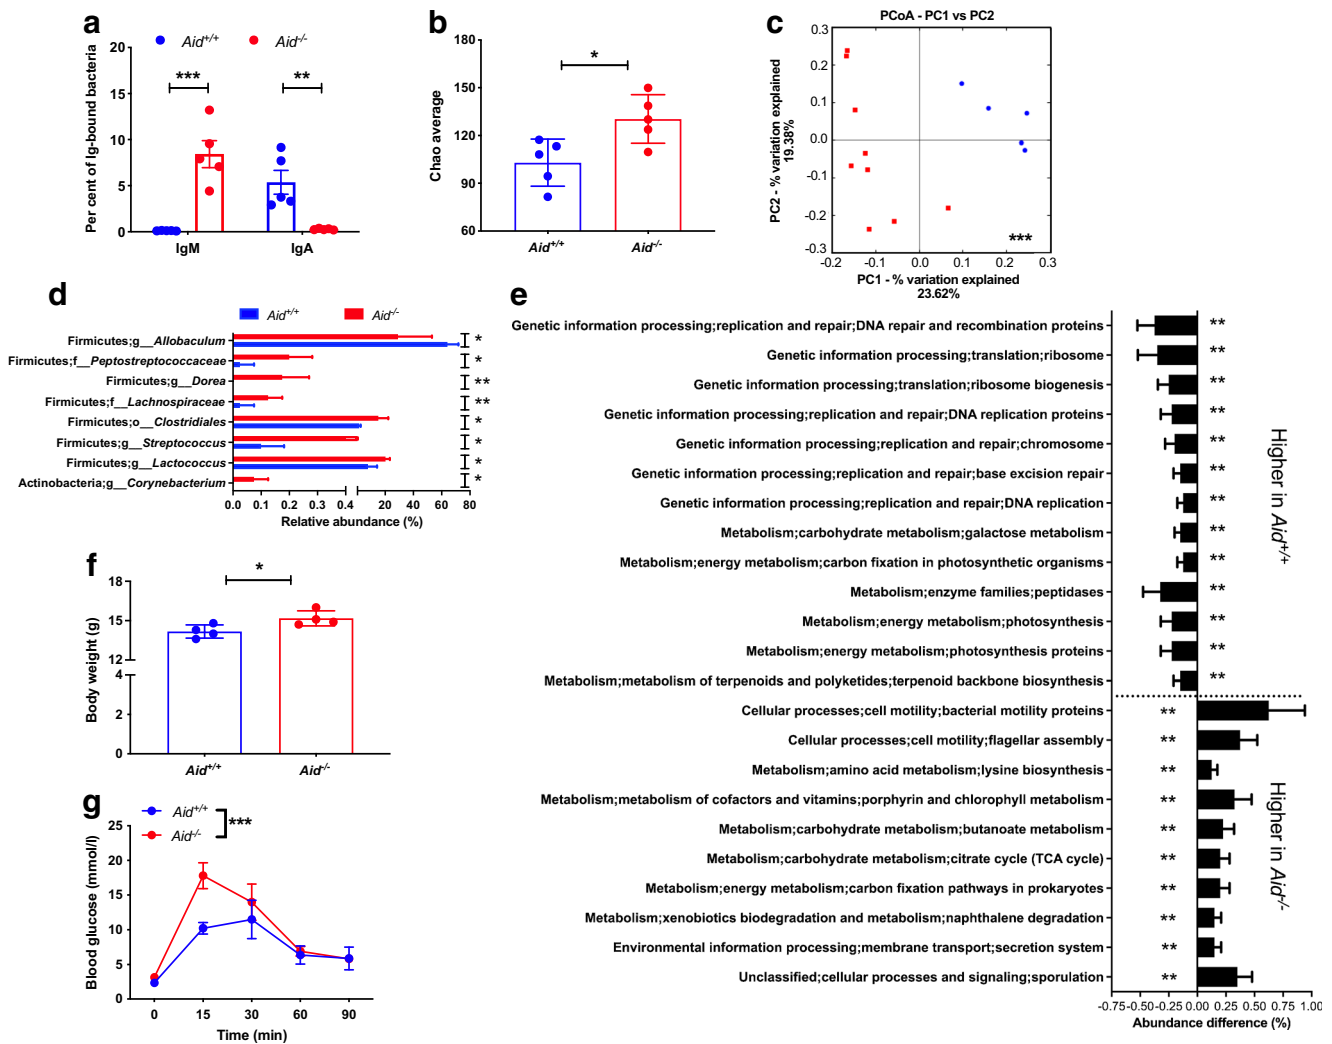 a
Aid+/+
Aid-/-
Per cent of Ig-bound bacteria
20
15
10
5
0
***
**
IgM
IgA
b
Chao average
180
150
120
90
60
*
Aid+/+
Aid-/-
c
PCoA - PC1 vs PC2
PC2 - % variation explained
19.38%
0.3
0.2
0.1
0.0
-0.1
-0.2
-0.3
***
-0.2
-0.1
0.0
0.1
0.2
0.3
PC1 - % variation explained
23.62%
d
Aid+/+
Aid-/-
Firmicutes;g__Allobaculum *
Firmicutes;f__Peptostreptococcaceae *
Firmicutes;g__Dorea **
Firmicutes;f__Lachnospiraceae **
Firmicutes;o__Clostridiales *
Firmicutes;g__Streptococcus *
Firmicutes;g__Lactococcus *
Actinobacteria;g__Corynebacterium *
0.0 0.1 0.2 0.3 0.4 20 40 60 80
Relative abundance (%)
e
Genetic information processing;replication and repair;DNA repair and recombination proteins **
Genetic information processing;translation;ribosome **
Genetic information processing;translation;ribosome biogenesis **
Genetic information processing;replication and repair;DNA replication proteins **
Genetic information processing;replication and repair;chromosome **
Genetic information processing;replication and repair;base excision repair **
Genetic information processing;replication and repair;DNA replication **
Metabolism;carbohydrate metabolism;galactose metabolism **
Metabolism;energy metabolism;carbon fixation in photosynthetic organisms **
Metabolism;enzyme families;peptidases **
Metabolism;energy metabolism;photosynthesis **
Metabolism;energy metabolism;photosynthesis proteins **
Metabolism;metabolism of terpenoids and polyketides;terpenoid backbone biosynthesis **
Higher in Aid+/+
Cellular processes;cell motility;bacterial motility proteins **
Cellular processes;cell motility;flagellar assembly **
Metabolism;amino acid metabolism;lysine biosynthesis **
Metabolism;metabolism of cofactors and vitamins;porphyrin and chlorophyll metabolism **
Metabolism;carbohydrate metabolism;butanoate metabolism **
Metabolism;carbohydrate metabolism;citrate cycle (TCA cycle) **
Metabolism;energy metabolism;carbon fixation pathways in prokaryotes **
Metabolism;xenobiotics biodegradation and metabolism;naphthalene degradation **
Environmental information processing;membrane transport;secretion system **
Unclassified;cellular processes and signaling;sporulation **
Higher in Aid-/-
-0.75 -0.50 -0.25 0.00 0.25 0.50 0.75 1.00
Abundance difference (%)
f
Body weight (g)
18
15
12
4
2
0
*
Aid+/+
Aid-/-
g
Aid+/+
Aid-/-
***
Blood glucose (mmol/l)
25
20
15
10
5
0
0 15 30 60 90
Time (min)